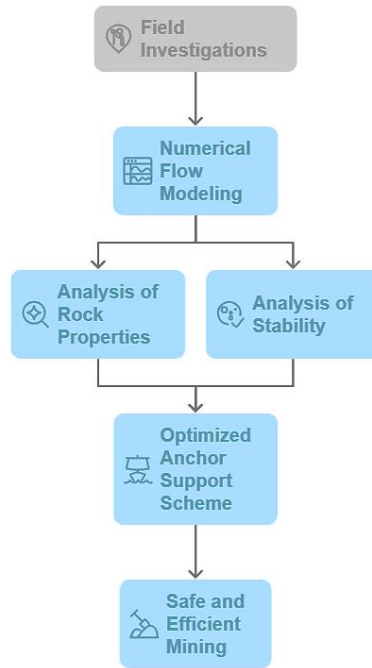 Field
Investigations
Numerical
Flow
Modeling
Analysis of
Rock
Properties
Analysis of
Stability
Optimized
Anchor
Support
Scheme
Safe and
Efficient
Mining